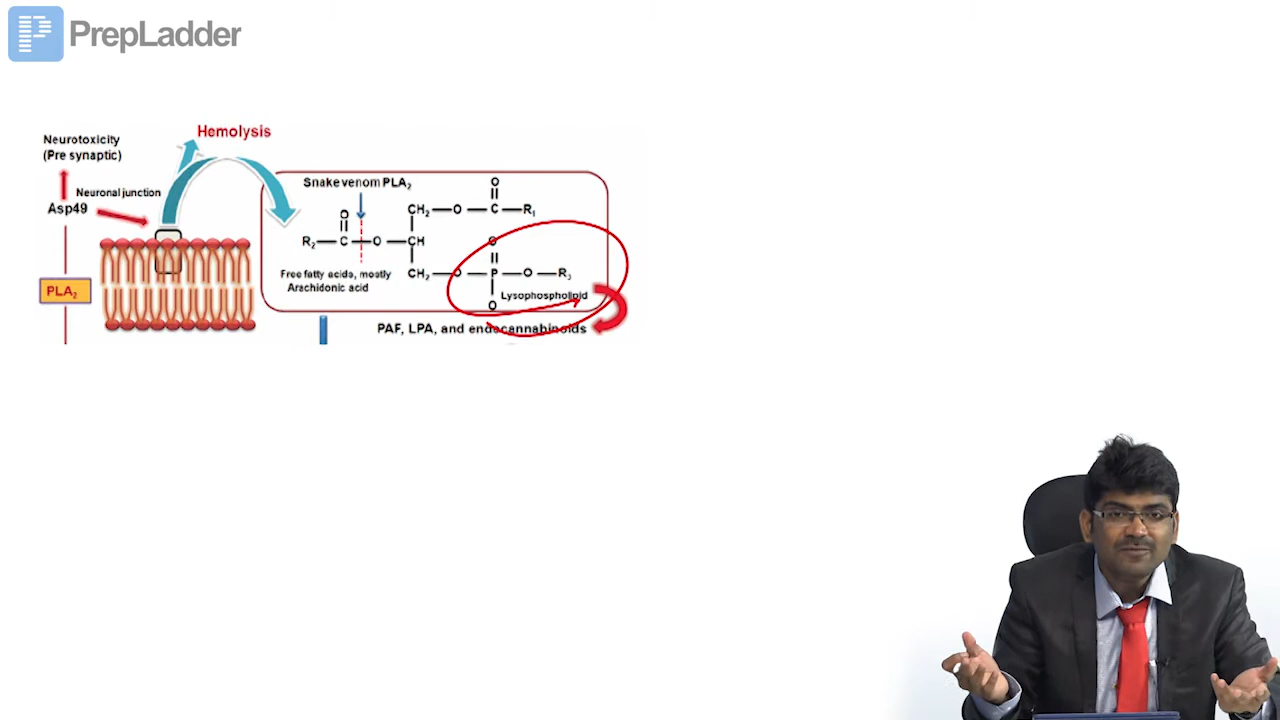 PrepLadder
Hemolysis
Neurotoxicity
(Pre synaptic)
Neuronal junction
Asp49
PLA2
Snake venom PLA2
O
O
CH2—O—C—R1
R2—C—O—CH
O
CH2—O—P—O—R3
O
Free fatty acids, mostly
Arachidonic acid
Lysophospholipid
PAF, LPA, and endocannabinoids